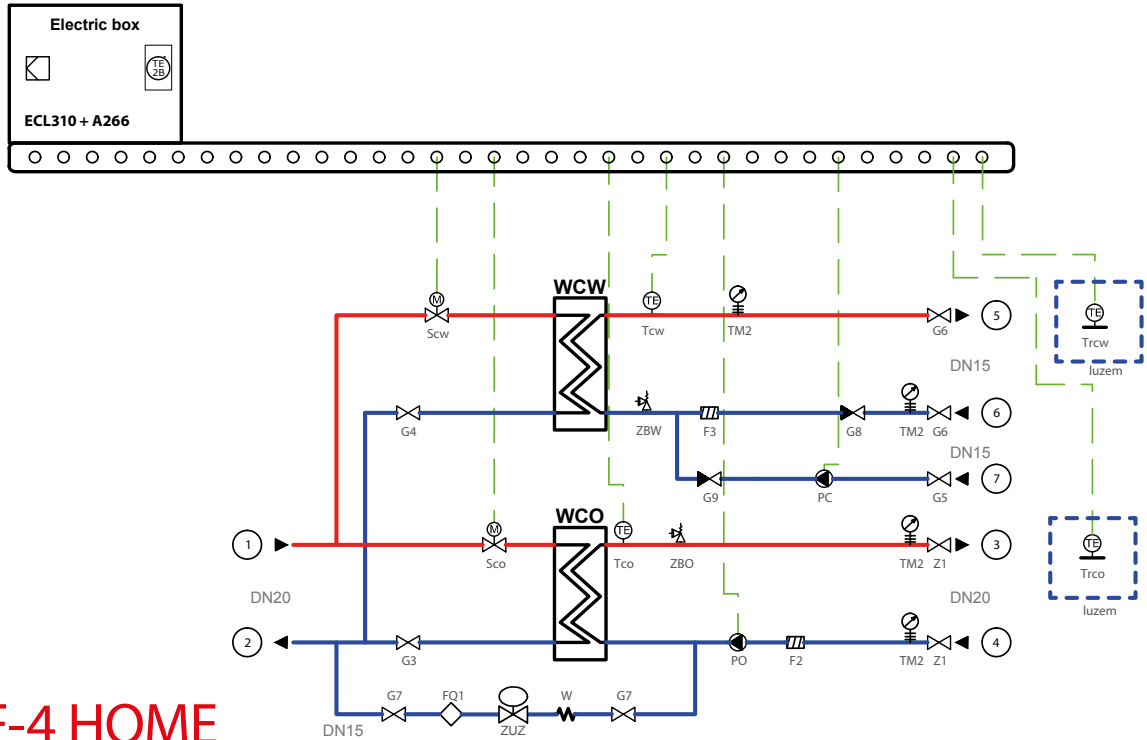 Electric box
TE
2B
ECL310 + A266
WCW
M
TE
Scw
Tcw
TM2
G6
5
TE
Trcw
luzem
DN15
G4
ZBW
F3
G8
TM2
G6
6
DN15
G9
PC
G5
7
WCO
1
M
TE
Sco
Tco
ZBO
TM2
Z1
3
TE
Trco
luzem
DN20
DN20
2
G3
PO
F2
TM2
Z1
4
G7
FQ1
W
G7
ZUZ
DN15
F-4 HOME